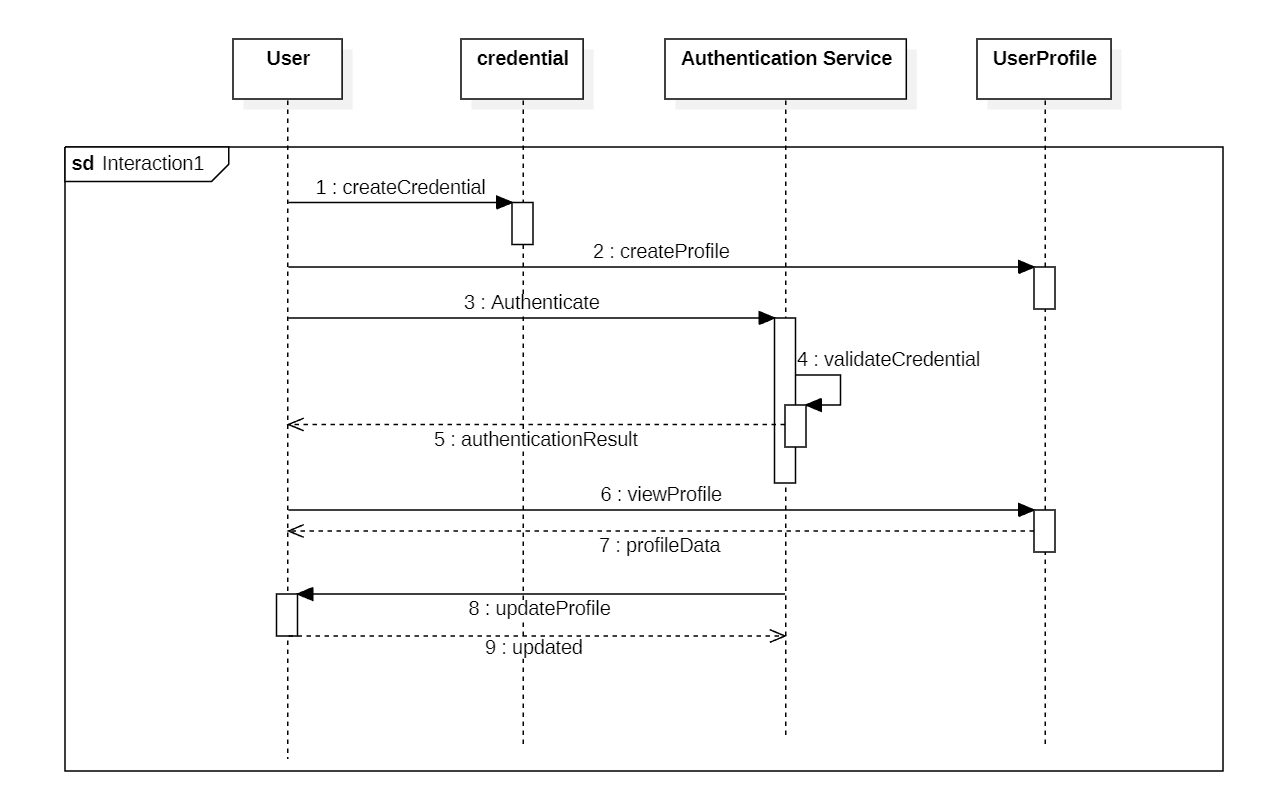 User
credential
Authentication Service
UserProfile
sd Interaction1
1 : createCredential
2 : createProfile
3 : Authenticate
4 : validateCredential
5 : authenticationResult
6 : viewProfile
7 : profileData
8 : updateProfile
9 : updated